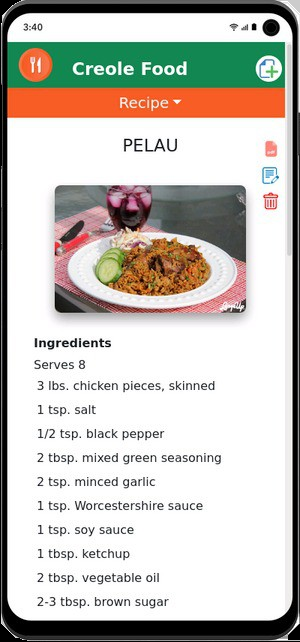 3:40
Creole Food
Recipe
PELAU
Ingredients
Serves 8
3 lbs. chicken pieces, skinned
1 tsp. salt
1/2 tsp. black pepper
2 tbsp. mixed green seasoning
2 tsp. minced garlic
1 tsp. Worcestershire sauce
1 tsp. soy sauce
1 tbsp. ketchup
2 tbsp. vegetable oil
2-3 tbsp. brown sugar